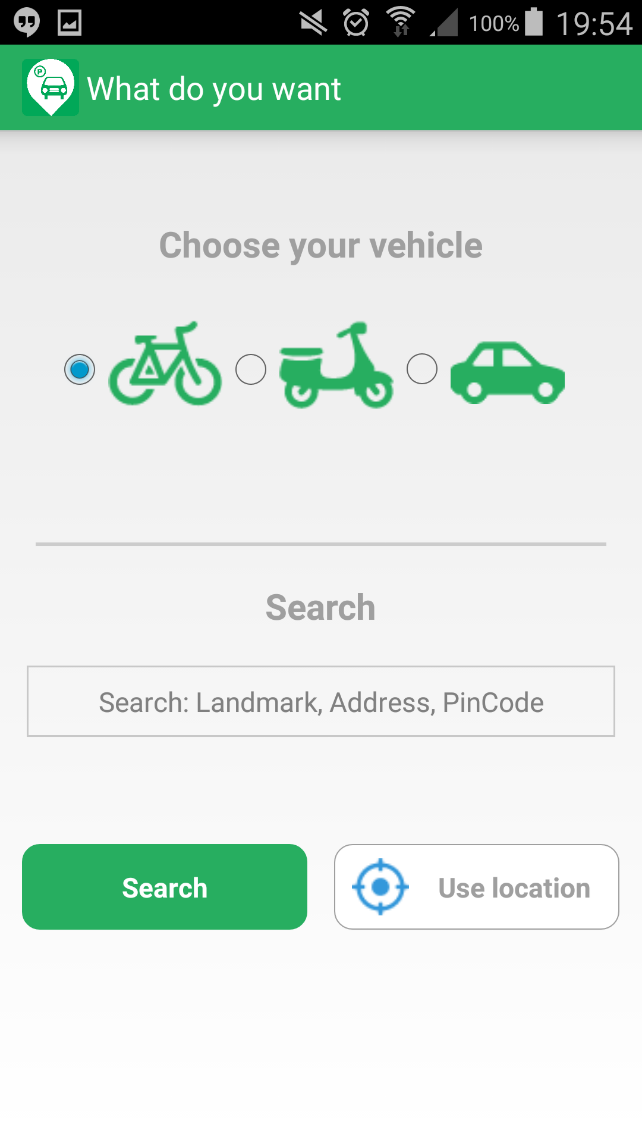 100% 19:54
P
What do you want
Choose your vehicle
Search
Search: Landmark, Address, PinCode
Search
Use location